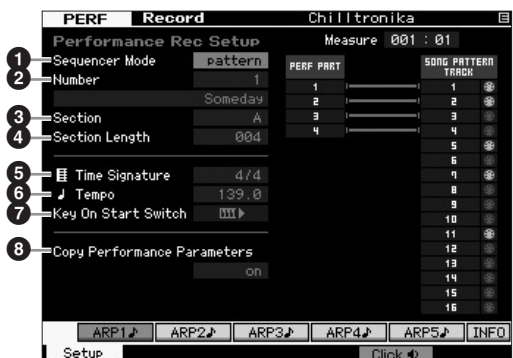 PERF Record Chilltronika
Performance Rec Setup Measure 001 : 01
1 Sequencer Mode pattern
2 Number 1
Someday
3 Section A
4 Section Length 004
5 Time Signature 4/4
6 Tempo 139.0
7 Key On Start Switch
8 Copy Performance Parameters
on
PERF PART SONG PATTERN TRACK
1 1
2 2
3 3
4 4
5
6
7
8
9
10
11
12
13
14
15
16
ARP1♪ ARP2♪ ARP3♪ ARP4♪ ARP5♪ INFO
Setup Click